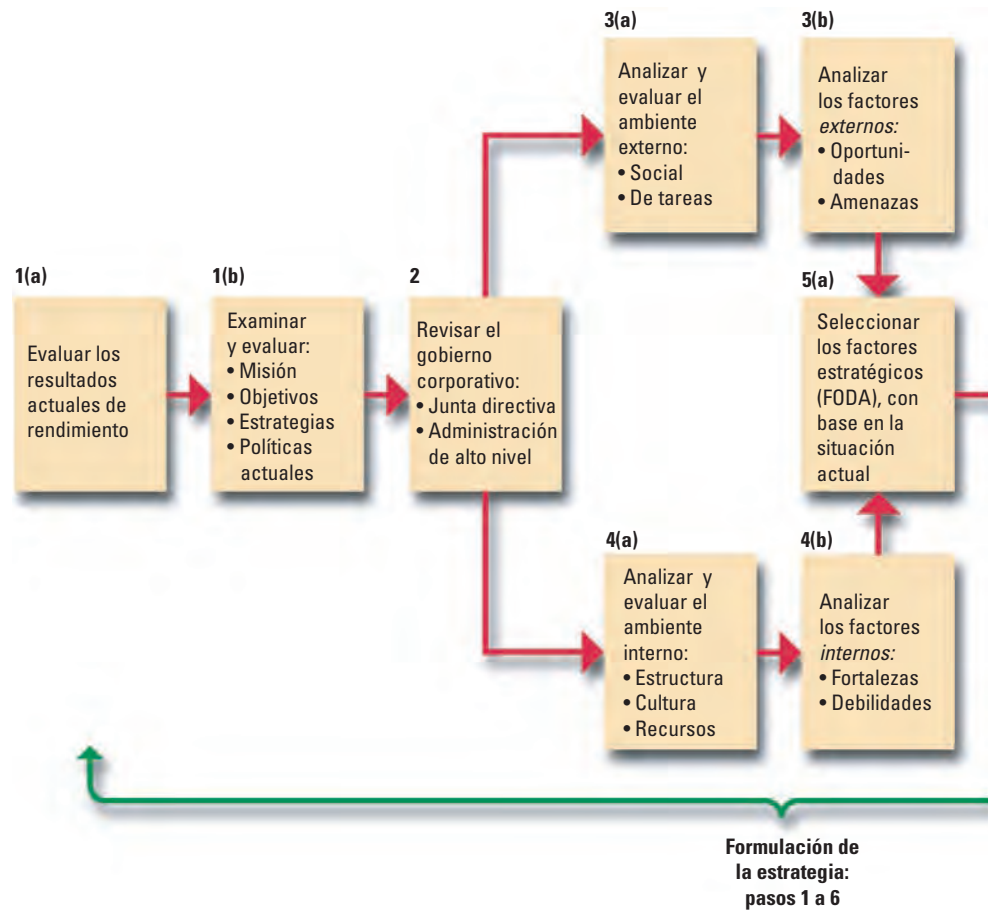 1(a)
Evaluar los
resultados
actuales de
rendimiento
1(b)
Examinar
y evaluar:
• Misión
• Objetivos
• Estrategias
• Políticas
actuales
2
Revisar el
gobierno
corporativo:
• Junta directiva
• Administración
de alto nivel
3(a)
Analizar y
evaluar el
ambiente
externo:
• Social
• De tareas
3(b)
Analizar
los factores
externos:
• Oportuni-
dades
• Amenazas
4(a)
Analizar y
evaluar el
ambiente
interno:
• Estructura
• Cultura
• Recursos
4(b)
Analizar
los factores
internos:
• Fortalezas
• Debilidades
5(a)
Seleccionar
los factores
estratégicos
(FODA), con
base en la
situación
actual
Formulación de
la estrategia:
pasos 1 a 6